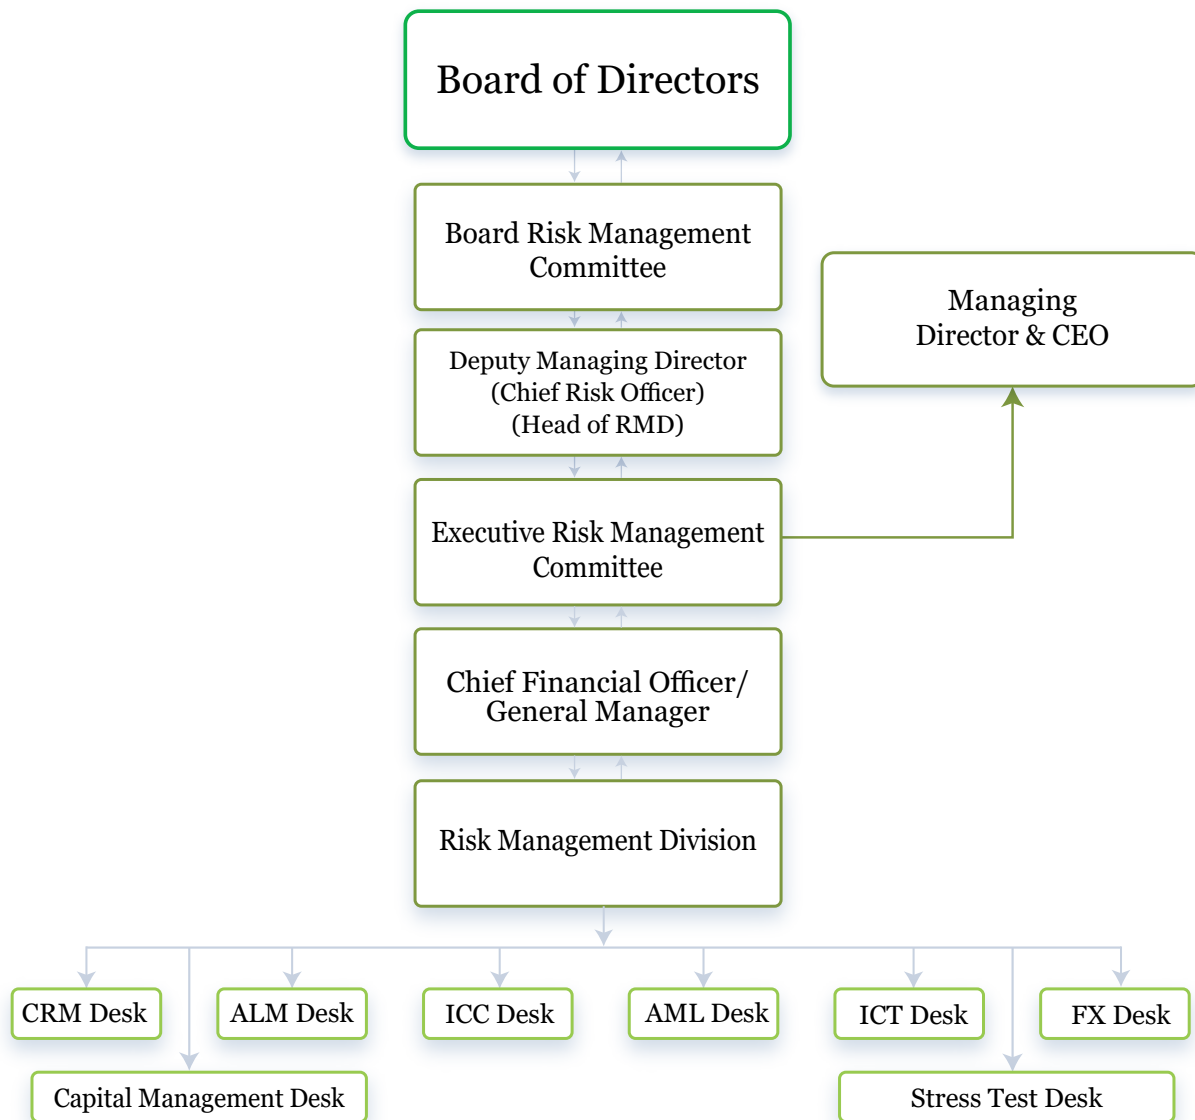 Board of Directors
Board Risk Management
Committee
Managing
Director & CEO
Deputy Managing Director
(Chief Risk Officer)
(Head of RMD)
Executive Risk Management
Committee
Chief Financial Officer/
General Manager
Risk Management Division
CRM Desk
ALM Desk
ICC Desk
AML Desk
ICT Desk
FX Desk
Capital Management Desk
Stress Test Desk